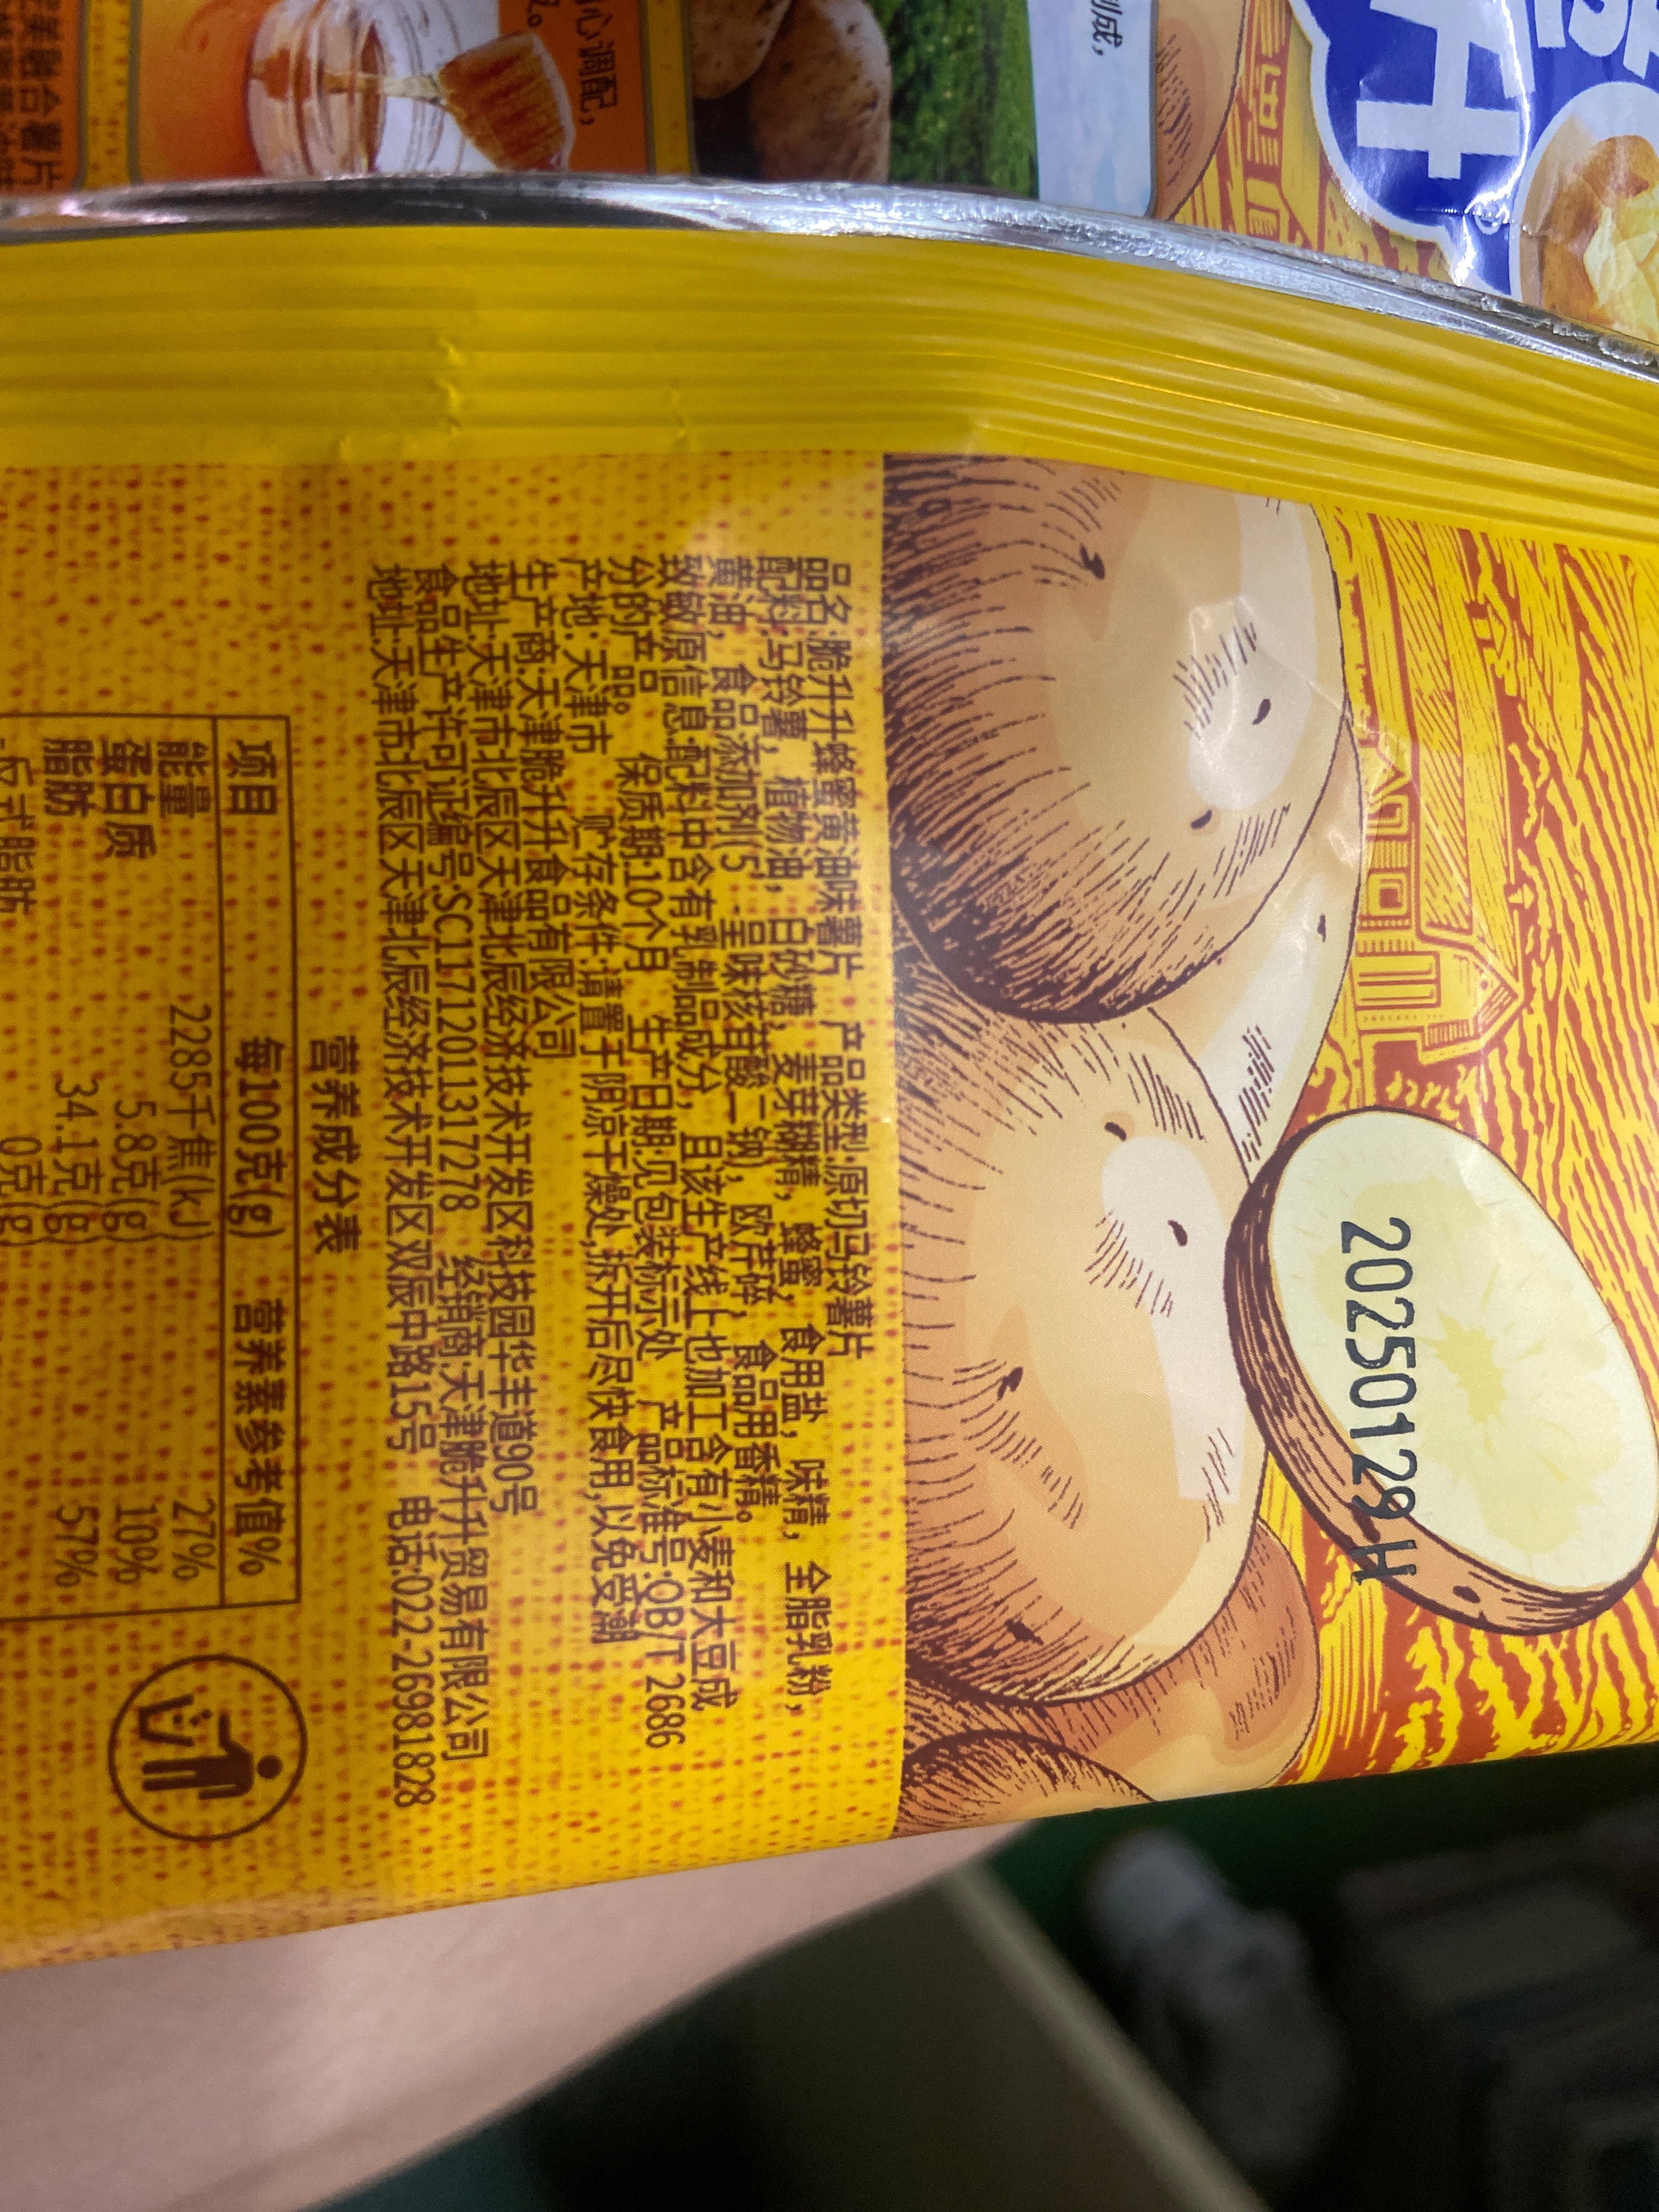 20250129H
品名:脆升升蜂蜜黄油味薯片 产品类型:原切马铃薯片
配料:马铃薯，植物油，白砂糖，麦芽糊精，蜂蜜，食用盐，味精，全脂乳粉，
黄油，食品添加剂(5'-呈味核苷酸二钠，欧芹碎，食品用香精。
致敏原信息:配料中含有乳制品成分，且该生产线上也加工含有小麦和大豆成
分的产品。 保质期:10个月 生产日期:见包装标示处 产品标准号:QB/T 2686
产地:天津市 贮存条件:请置于阴凉干燥处,拆开后尽快食用,以免受潮
生产商:天津脆升升食品有限公司
地址:天津市北辰区天津北辰经济技术开发区科技园华丰道90号
食品生产许可证编号:SC11712011317278 经销商:天津脆升升贸易有限公司
地址:天津市北辰区天津北辰经济技术开发区双辰中路15号 电话:022-26981828
营养成分表
项目 每100克(g) 营养素参考值%
能量 2285千焦(kJ) 27%
蛋白质 5.8克(g) 10%
脂肪 34.1克(g) 57%
反式脂肪 0克(g)
升
制成，
心调配，